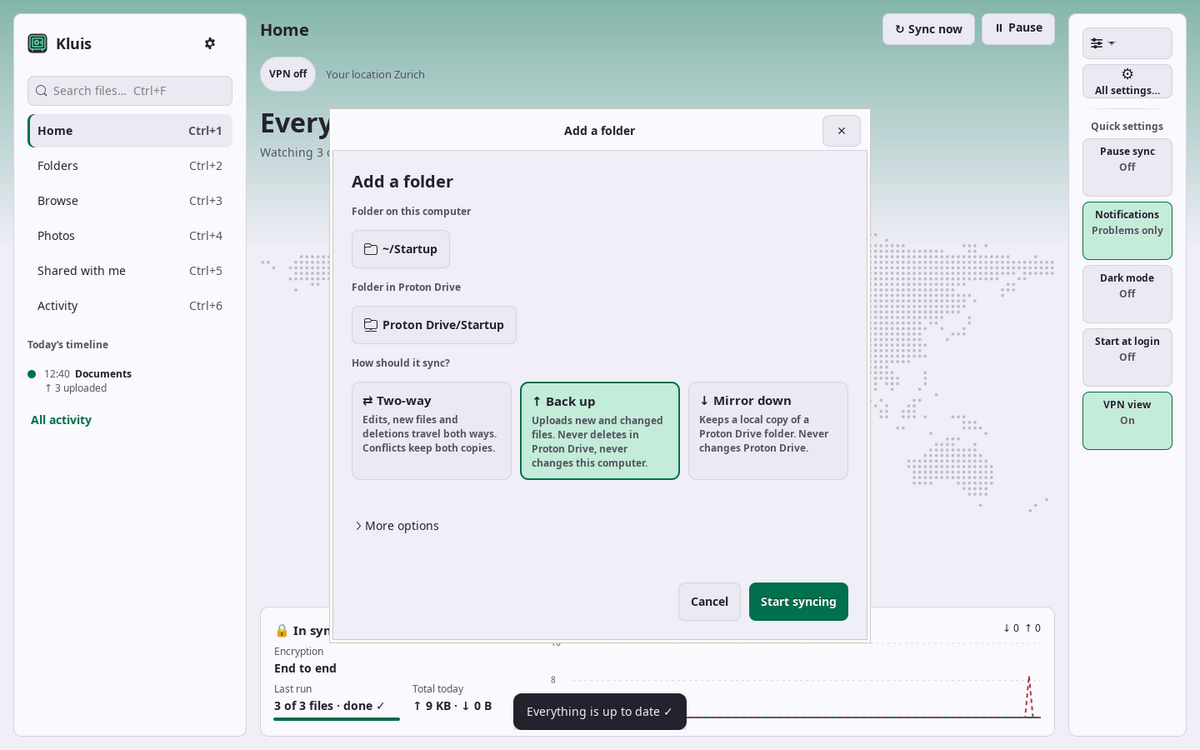 Kluis
Search files... Ctrl+F
Home Ctrl+1
Folders Ctrl+2
Browse Ctrl+3
Photos Ctrl+4
Shared with me Ctrl+5
Activity Ctrl+6
Today's timeline
12:40 Documents
↑ 3 uploaded
All activity
Home
↻ Sync now
⏸ Pause
VPN off
Your location Zurich
Every
Watching 3
Add a folder
×
Add a folder
Folder on this computer
~/Startup
Folder in Proton Drive
Proton Drive/Startup
How should it sync?
⇄ Two-way
Edits, new files and
deletions travel both ways.
Conflicts keep both copies.
↑ Back up
Uploads new and changed
files. Never deletes in
Proton Drive, never
changes this computer.
↓ Mirror down
Keeps a local copy of a
Proton Drive folder. Never
changes Proton Drive.
More options
Cancel
Start syncing
In syn
↓ 0 ↑ 0
Encryption
End to end
Last run
3 of 3 files · done ✓
Total today
↑ 9 KB · ↓ 0 B
8
Everything is up to date ✓
All settings...
Quick settings
Pause sync
Off
Notifications
Problems only
Dark mode
Off
Start at login
Off
VPN view
On